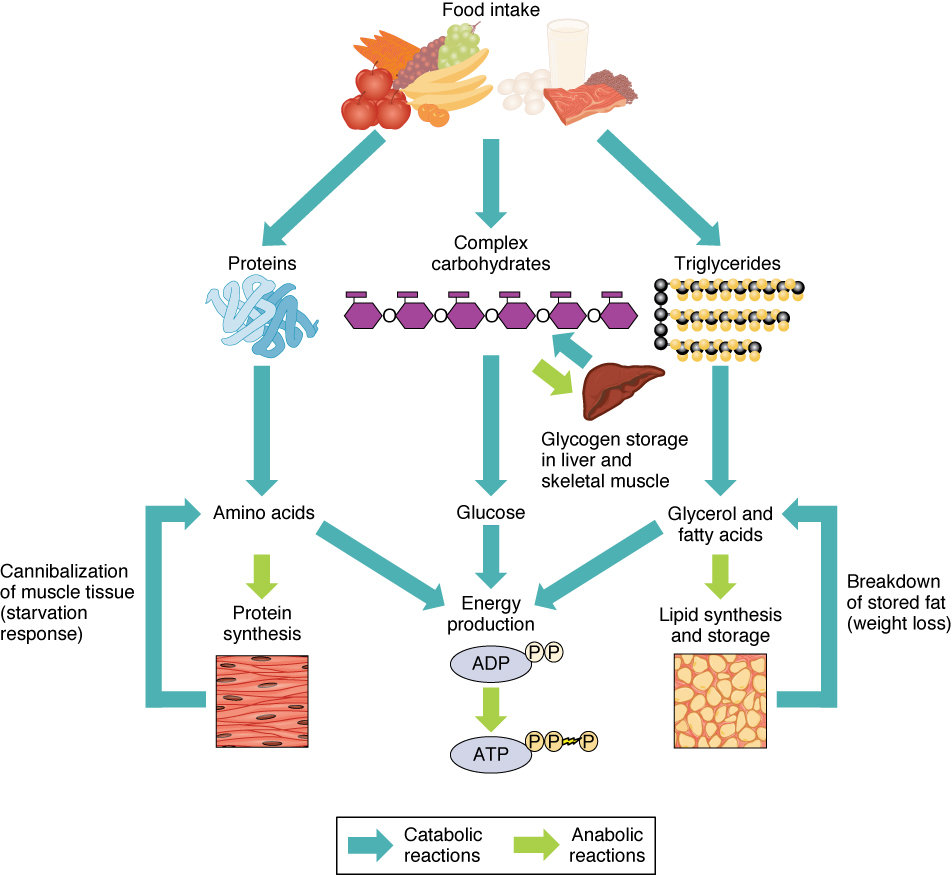 Food intake
Proteins
Complex
carbohydrates
Triglycerides
Glycogen storage
in liver and
skeletal muscle
Amino acids
Glucose
Glycerol and
fatty acids
Cannibalization
of muscle tissue
(starvation
response)
Protein
synthesis
Energy
production
Lipid synthesis
and storage
Breakdown
of stored fat
(weight loss)
ADP P P
ATP P P P
Catabolic
reactions
Anabolic
reactions